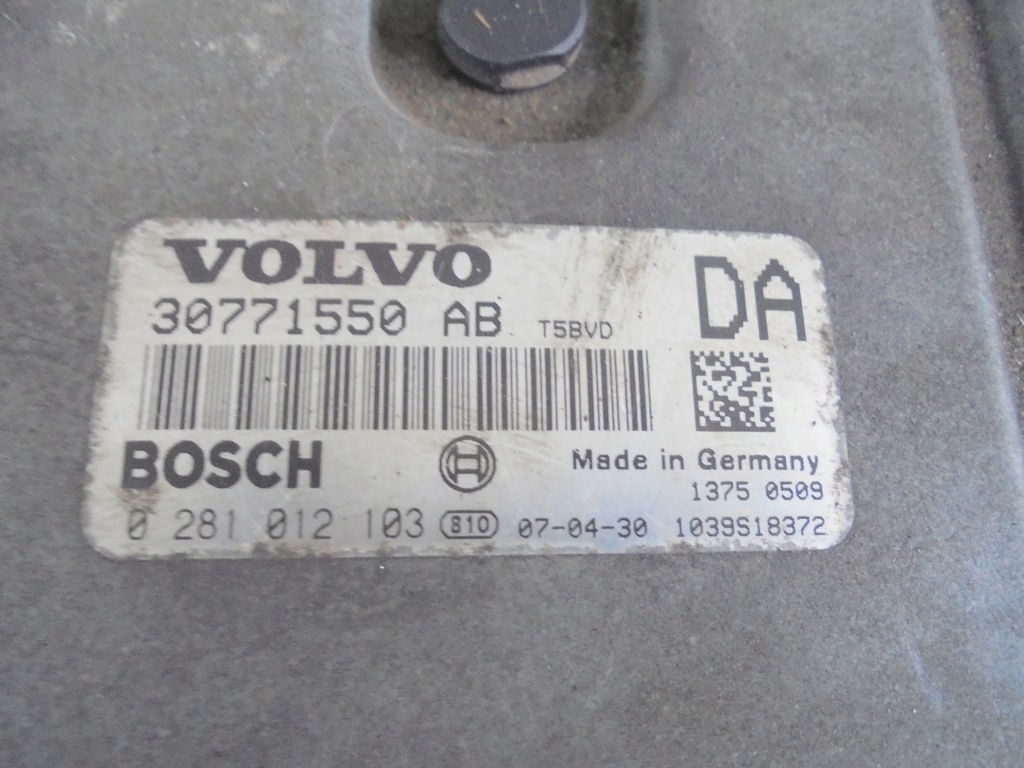 VOLVO
DA
30771550 AB T5BVD
BOSCH
Made in Germany
1375 0509
0 281 012 103 810 07-04-30 1039S18372